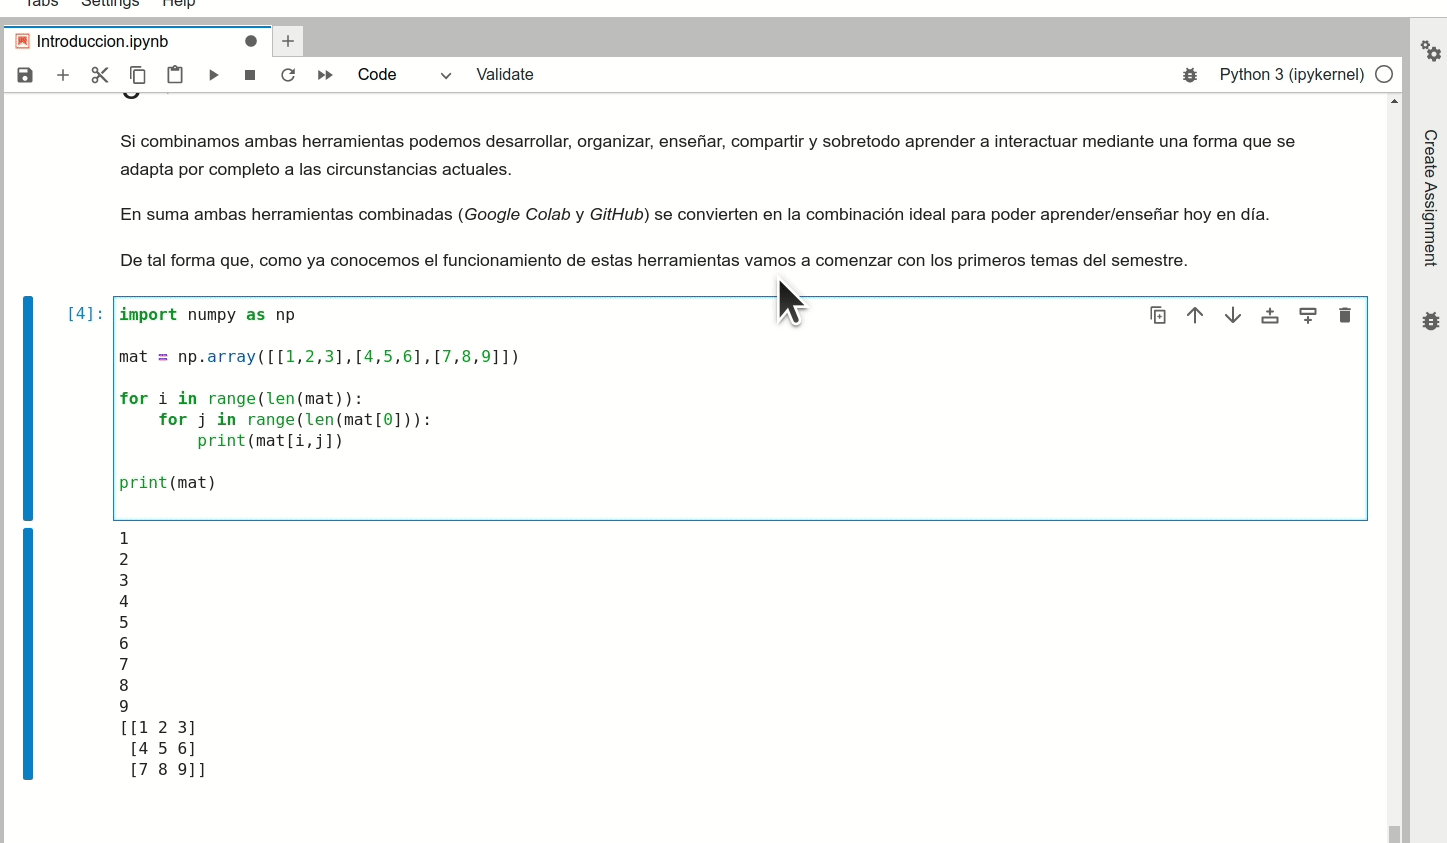 Tabs Settings Help
Introduccion.ipynb
Code Validate Python 3 (ipykernel)
Si combinamos ambas herramientas podemos desarrollar, organizar, enseñar, compartir y sobretodo aprender a interactuar mediante una forma que se
adapta por completo a las circunstancias actuales.
En suma ambas herramientas combinadas (Google Colab y GitHub) se convierten en la combinación ideal para poder aprender/enseñar hoy en día.
De tal forma que, como ya conocemos el funcionamiento de estas herramientas vamos a comenzar con los primeros temas del semestre.
[4]: import numpy as np
mat = np.array([[1,2,3],[4,5,6],[7,8,9]])
for i in range(len(mat)):
    for j in range(len(mat[0])):
        print(mat[i,j])
print(mat)
1
2
3
4
5
6
7
8
9
[[1 2 3]
 [4 5 6]
 [7 8 9]]
Create Assignment